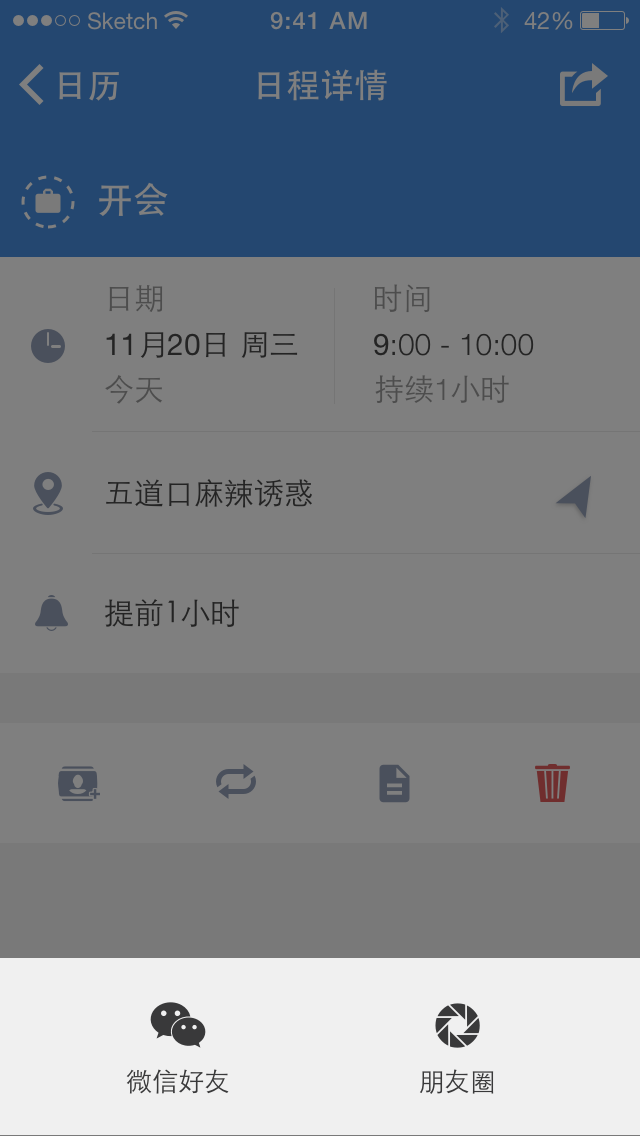 Sketch 9:41 AM 42%
日历 日程详情
开会
日期 时间
11月20日 周三 9:00 - 10:00
今天 持续1小时
五道口麻辣诱惑
提前1小时
微信好友 朋友圈